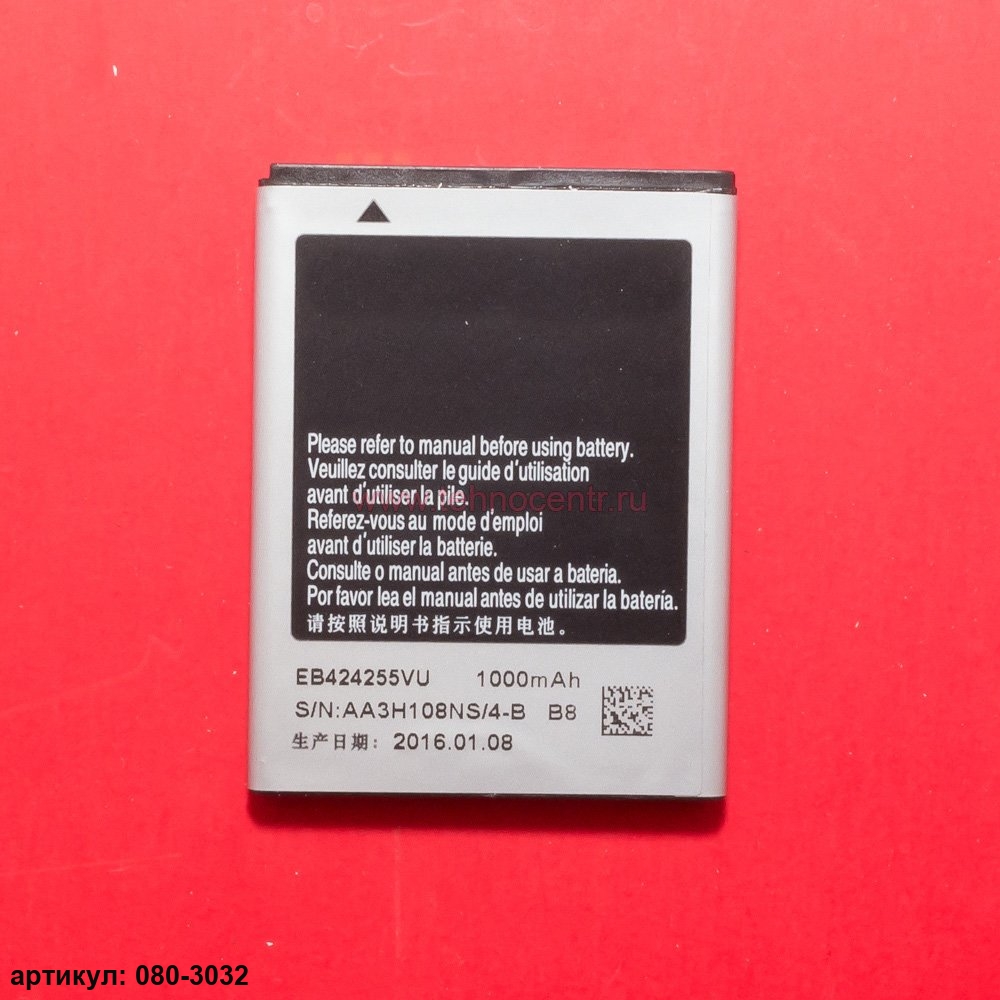 Please refer to manual before using battery.
Veuillez consulter le guide d'utilisation
avant d'utiliser la pile.
www.tehnocentr.ru
Referez-vous au mode d'emploi
avant d'utiliser la batterie.
Consulte o manual antes de usar a bateria.
Por favor lea el manual antes de utilizar la batería.
请按照说明书指示使用电池。
EB424255VU 1000mAh
S/N:AA3H108NS/4-B B8
生产日期: 2016.01.08
артикул: 080-3032